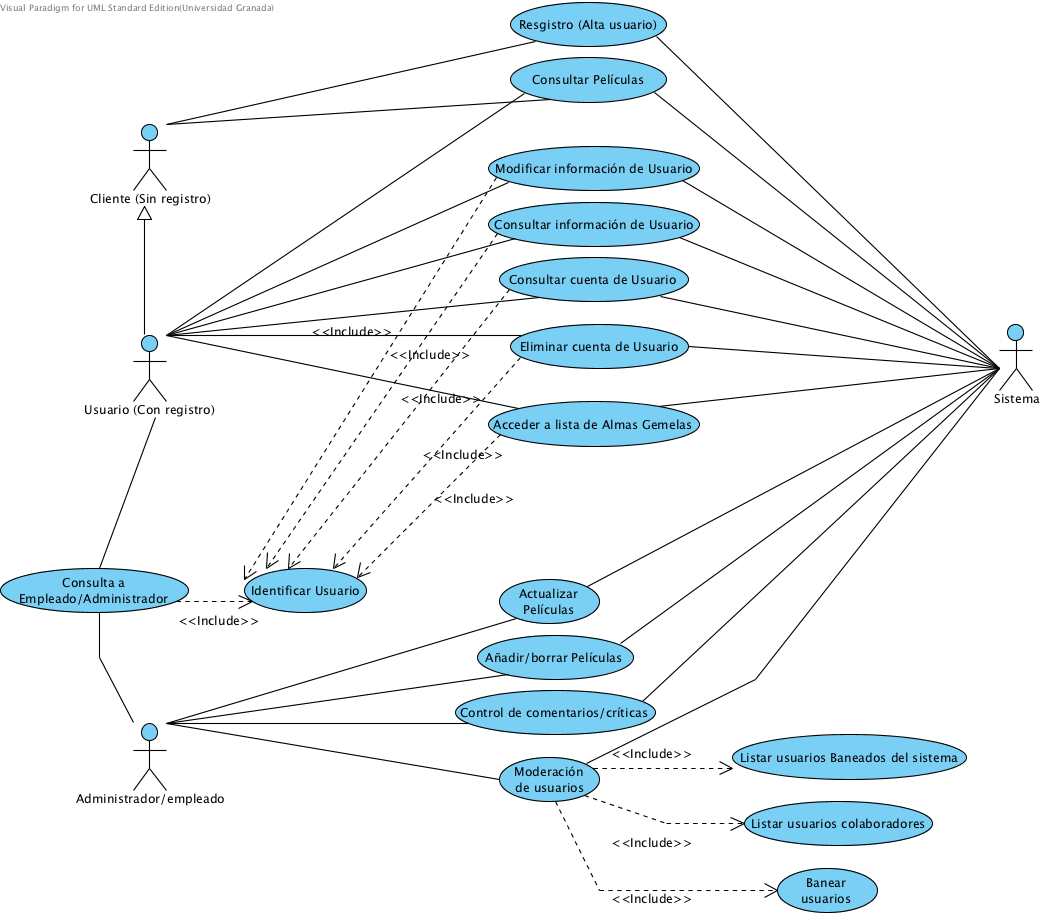 Visual Paradigm for UML Standard Edition(Universidad Granada)
Resgistro (Alta usuario)
Consultar Películas
Cliente (Sin registro)
Modificar información de Usuario
Consultar información de Usuario
Consultar cuenta de Usuario
<<Include>>
Eliminar cuenta de Usuario
<<Include>>
Usuario (Con registro)
<<Include>>
Sistema
Acceder a lista de Almas Gemelas
<<Include>>
<<Include>>
Consulta a
Empleado/Administrador
Identificar Usuario
<<Include>>
Actualizar
Películas
Añadir/borrar Películas
Control de comentarios/críticas
Administrador/empleado
Moderación
de usuarios
<<Include>>
Listar usuarios Baneados del sistema
Listar usuarios colaboradores
<<Include>>
Banear
usuarios
<<Include>>